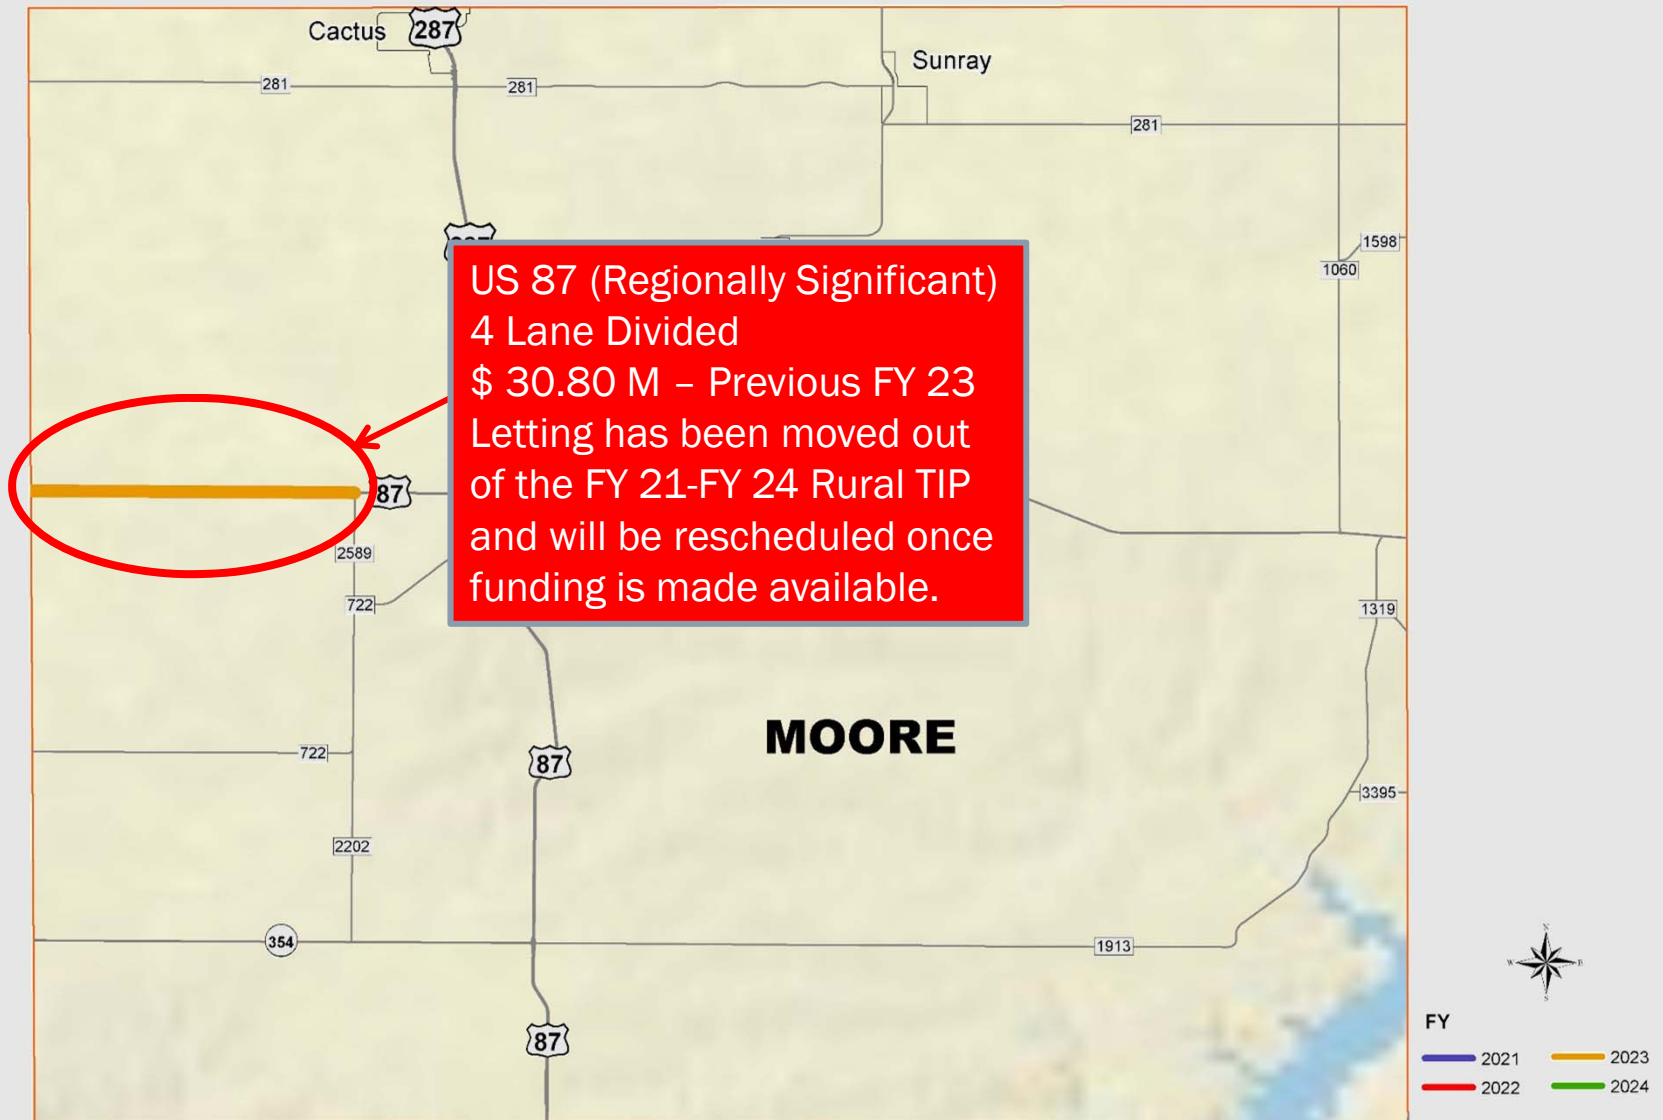 Cactus
287
Sunray
281
281
281
1598
1060
US 87 (Regionally Significant)
4 Lane Divided
$ 30.80 M – Previous FY 23
Letting has been moved out
of the FY 21-FY 24 Rural TIP
and will be rescheduled once
funding is made available.
87
2589
722
1319
MOORE
722
87
3395
2202
354
1913
87
N
W
E
S
FY
2021
2023
2022
2024